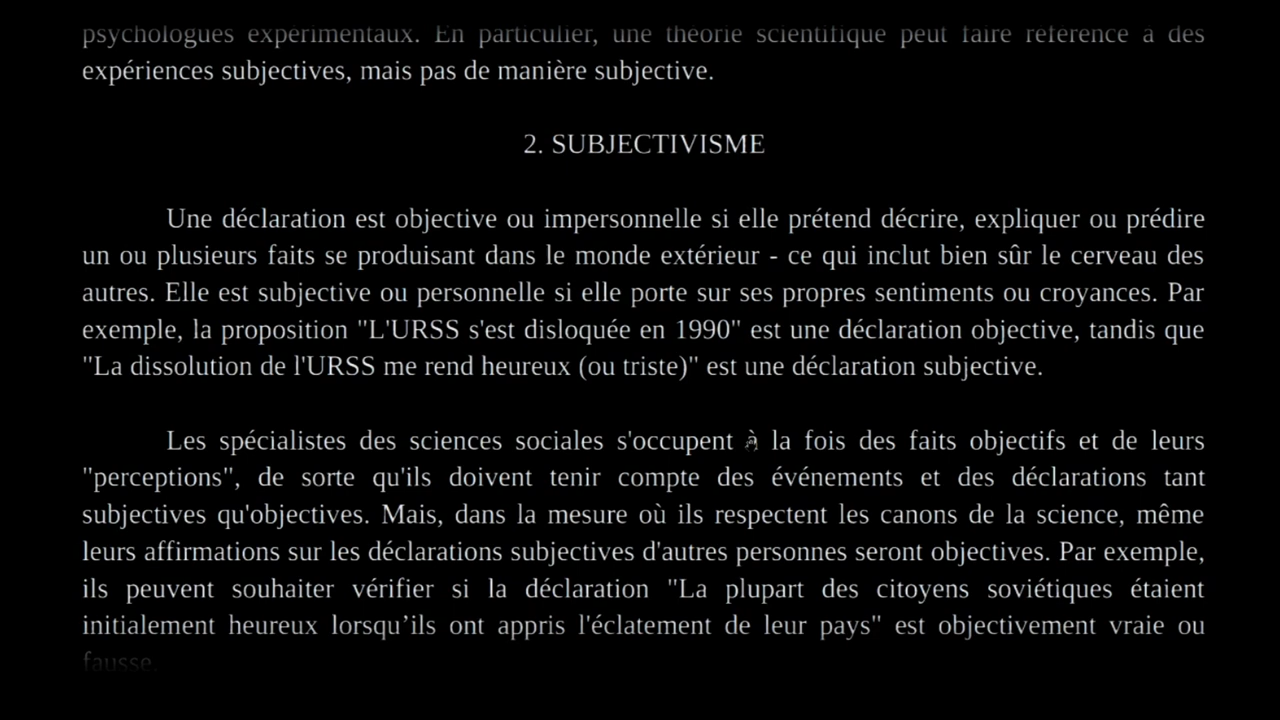 psychologues expérimentaux. En particulier, une théorie scientifique peut faire référence à des
expériences subjectives, mais pas de manière subjective.
2. SUBJECTIVISME
Une déclaration est objective ou impersonnelle si elle prétend décrire, expliquer ou prédire
un ou plusieurs faits se produisant dans le monde extérieur - ce qui inclut bien sûr le cerveau des
autres. Elle est subjective ou personnelle si elle porte sur ses propres sentiments ou croyances. Par
exemple, la proposition "L'URSS s'est disloquée en 1990" est une déclaration objective, tandis que
"La dissolution de l'URSS me rend heureux (ou triste)" est une déclaration subjective.
Les spécialistes des sciences sociales s'occupent à la fois des faits objectifs et de leurs
"perceptions", de sorte qu'ils doivent tenir compte des événements et des déclarations tant
subjectives qu'objectives. Mais, dans la mesure où ils respectent les canons de la science, même
leurs affirmations sur les déclarations subjectives d'autres personnes seront objectives. Par exemple,
ils peuvent souhaiter vérifier si la déclaration "La plupart des citoyens soviétiques étaient
initialement heureux lorsqu’ils ont appris l'éclatement de leur pays" est objectivement vraie ou
fausse.